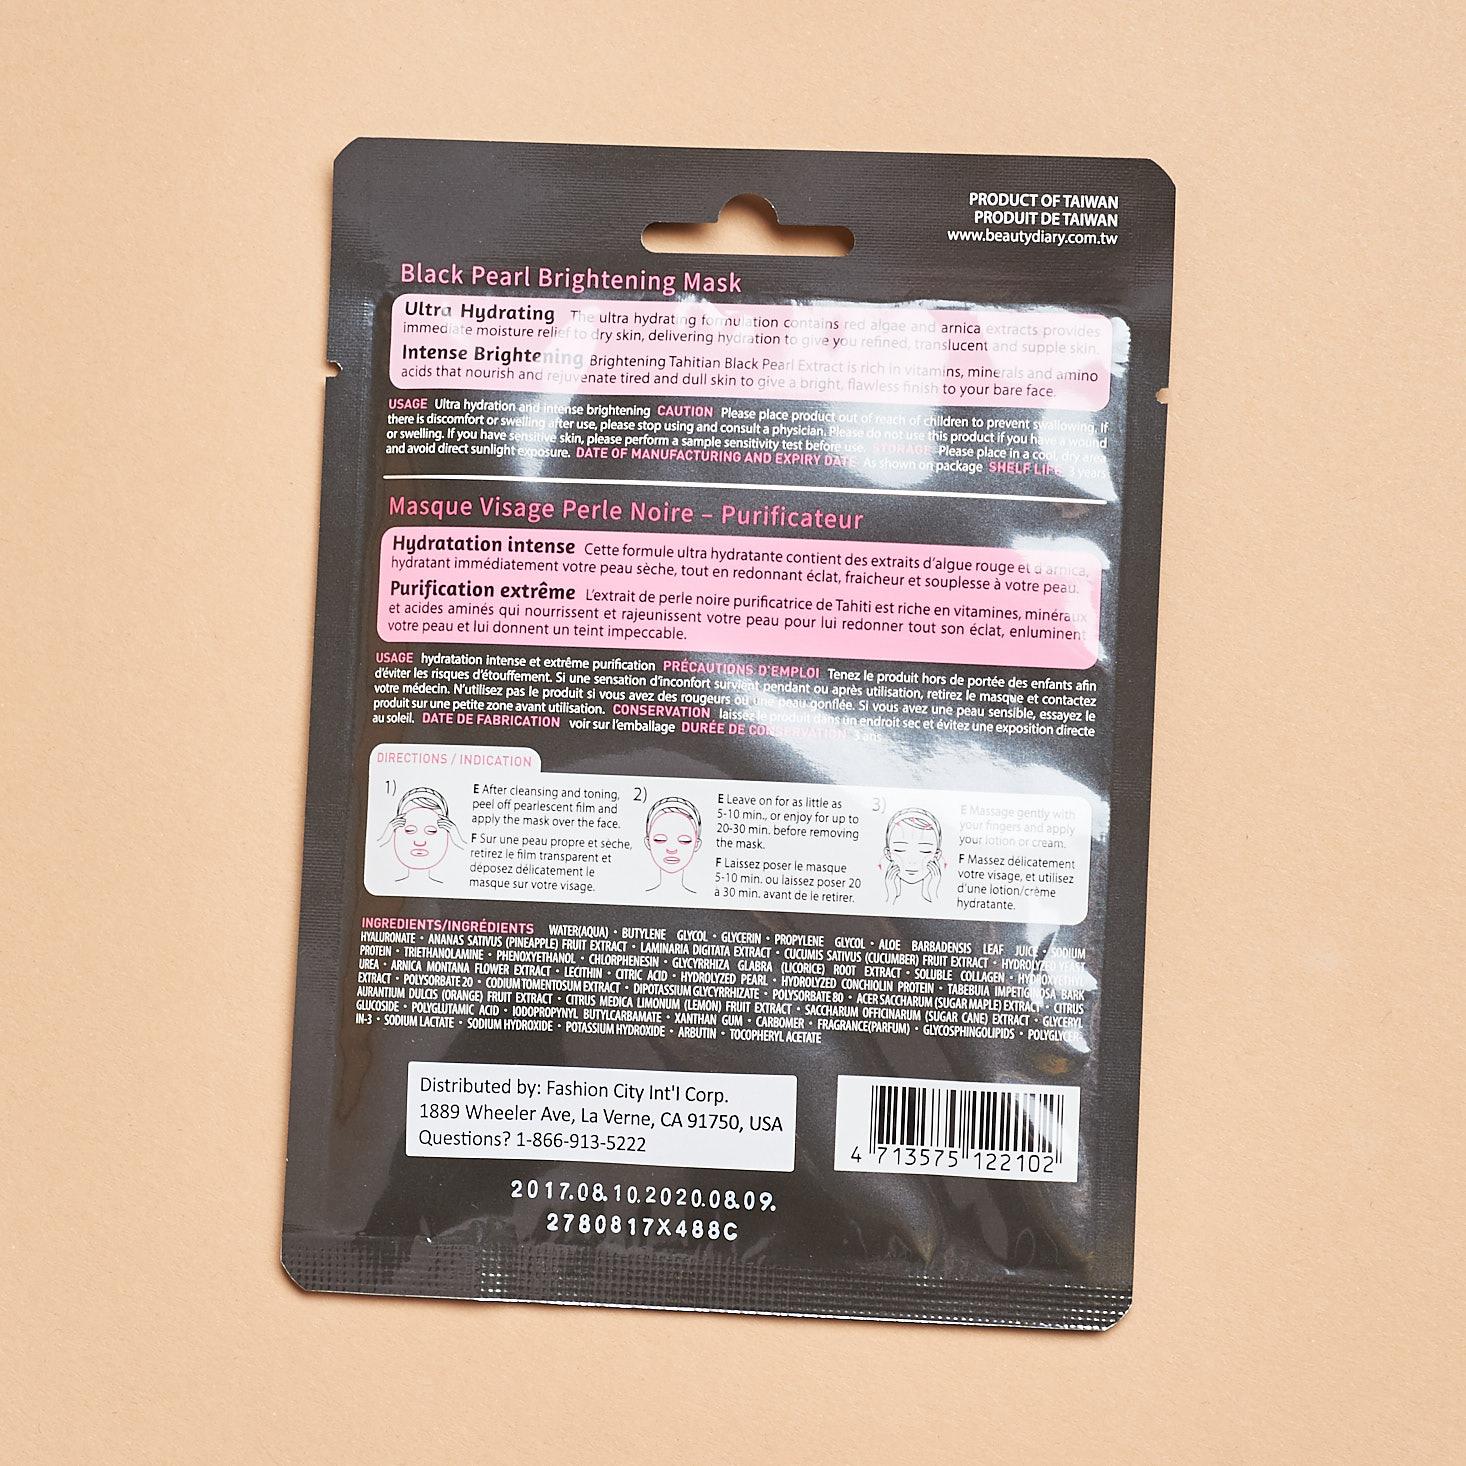 PRODUCT OF TAIWAN
PRODUIT DE TAIWAN
www.beautydiary.com.tw
Black Pearl Brightening Mask
Ultra Hydrating The ultra hydrating formulation contains red algae and arnica extracts provides
immediate moisture relief to dry skin, delivering hydration to give you refined, translucent and supple skin.
Intense Brightening Brightening Tahitian Black Pearl Extract is rich in vitamins, minerals and amino
acids that nourish and rejuvenate tired and dull skin to give a bright, flawless finish to your bare face.
USAGE Ultra hydration and intense brightening CAUTION Please place product out of reach of children to prevent swallowing. If
there is discomfort or swelling after use, please stop using and consult a physician. Please do not use this product if you have a wound
or swelling. If you have sensitive skin, please perform a sample sensitivity test before use. STORAGE Please place in a cool, dry area
and avoid direct sunlight exposure. DATE OF MANUFACTURING AND EXPIRY DATE As shown on package SHELF LIFE 3 years
Masque Visage Perle Noire – Purificateur
Hydratation intense Cette formule ultra hydratante contient des extraits d'algue rouge et d'arnica,
hydratant immédiatement votre peau sèche, tout en redonnant éclat, fraicheur et souplesse à votre peau.
Purification extrême L'extrait de perle noire purificatrice de Tahiti est riche en vitamines, minéraux
et acides aminés qui nourrissent et rajeunissent votre peau pour lui redonner tout son éclat, enluminent
votre peau et lui donnent un teint impeccable.
USAGE hydratation intense et extrême purification PRÉCAUTIONS D'EMPLOI Tenez le produit hors de portée des enfants afin
d'éviter les risques d'étouffement. Si une sensation d'inconfort survient pendant ou après utilisation, retirez le masque et contactez
votre médecin. N'utilisez pas le produit si vous avez des rougeurs ou une peau gonflée. Si vous avez une peau sensible, essayez le
produit sur une petite zone avant utilisation. CONSERVATION laissez le produit dans un endroit sec et évitez une exposition directe
au soleil. DATE DE FABRICATION voir sur l'emballage DURÉE DE CONSERVATION 3 ans
DIRECTIONS / INDICATION
1)
E After cleansing and toning,
peel off pearlescent film and
apply the mask over the face.
F Sur une peau propre et sèche,
retirez le film transparent et
déposez délicatement le
masque sur votre visage.
2)
E Leave on for as little as
5-10 min., or enjoy for up to
20-30 min. before removing
the mask.
F Laissez poser le masque
5-10 min. ou laissez poser 20
à 30 min. avant de le retirer.
3)
E Massage gently with
your fingers and apply
your lotion or cream.
F Massez délicatement
votre visage, et utilisez
d'une lotion/crème
hydratante.
INGREDIENTS/INGRÉDIENTS WATER(AQUA) · BUTYLENE GLYCOL · GLYCERIN · PROPYLENE GLYCOL · ALOE BARBADENSIS LEAF JUICE · SODIUM
HYALURONATE · ANANAS SATIVUS (PINEAPPLE) FRUIT EXTRACT · LAMINARIA DIGITATA EXTRACT · CUCUMIS SATIVUS (CUCUMBER) FRUIT EXTRACT · HYDROLYZED YEAST
PROTEIN · TRIETHANOLAMINE · PHENOXYETHANOL · CHLORPHENESIN · GLYCYRRHIZA GLABRA (LICORICE) ROOT EXTRACT · SOLUBLE COLLAGEN · HYDROXYETHYL
UREA · ARNICA MONTANA FLOWER EXTRACT · LECITHIN · CITRIC ACID · HYDROLYZED PEARL · HYDROLYZED CONCHIOLIN PROTEIN · TABEBUIA IMPETIGINOSA BARK
EXTRACT · POLYSORBATE 20 · CODIUM TOMENTOSUM EXTRACT · DIPOTASSIUM GLYCYRRHIZATE · POLYSORBATE 80 · ACER SACCHARUM (SUGAR MAPLE) EXTRACT · CITRUS
AURANTIUM DULCIS (ORANGE) FRUIT EXTRACT · CITRUS MEDICA LIMONUM (LEMON) FRUIT EXTRACT · SACCHARUM OFFICINARUM (SUGAR CANE) EXTRACT · GLYCERYL
GLUCOSIDE · POLYGLUTAMIC ACID · IODOPROPYNYL BUTYLCARBAMATE · XANTHAN GUM · CARBOMER · FRAGRANCE(PARFUM) · GLYCOSPHINGOLIPIDS · POLYGLYCER-
IN-3 · SODIUM LACTATE · SODIUM HYDROXIDE · POTASSIUM HYDROXIDE · ARBUTIN · TOCOPHERYL ACETATE
Distributed by: Fashion City Int'l Corp.
1889 Wheeler Ave, La Verne, CA 91750, USA
Questions? 1-866-913-5222
4 713575 122102
2017.08.10.2020.08.09.
2780817X488C